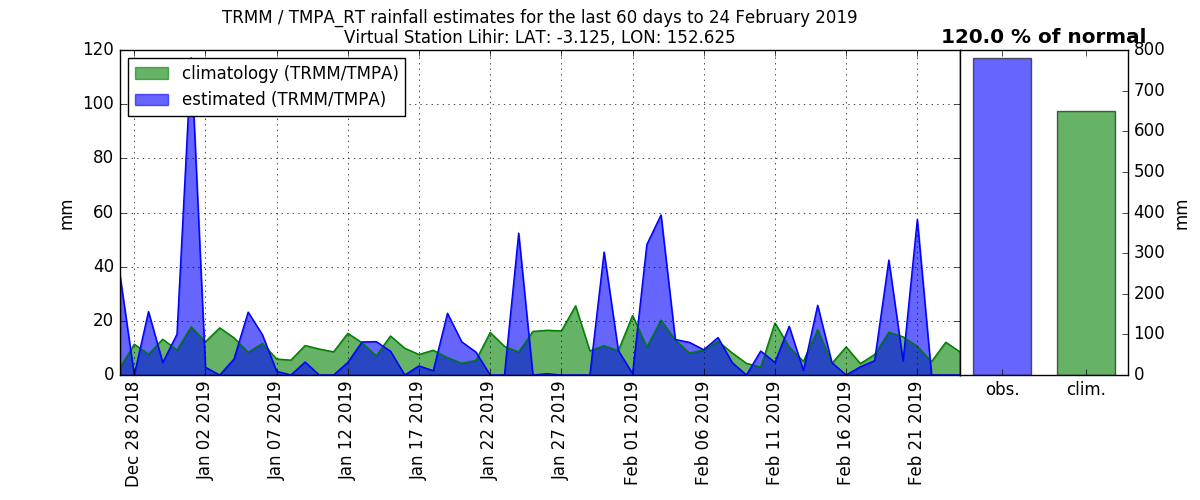 TRMM / TMPA_RT rainfall estimates for the last 60 days to 24 February 2019
Virtual Station Lihir: LAT: -3.125, LON: 152.625
120.0 % of normal
climatology (TRMM/TMPA)
estimated (TRMM/TMPA)
120
100
80
60
40
20
0
mm
Dec 28 2018
Jan 02 2019
Jan 07 2019
Jan 12 2019
Jan 17 2019
Jan 22 2019
Jan 27 2019
Feb 01 2019
Feb 06 2019
Feb 11 2019
Feb 16 2019
Feb 21 2019
obs.
clim.
800
700
600
500
400
300
200
100
0
mm